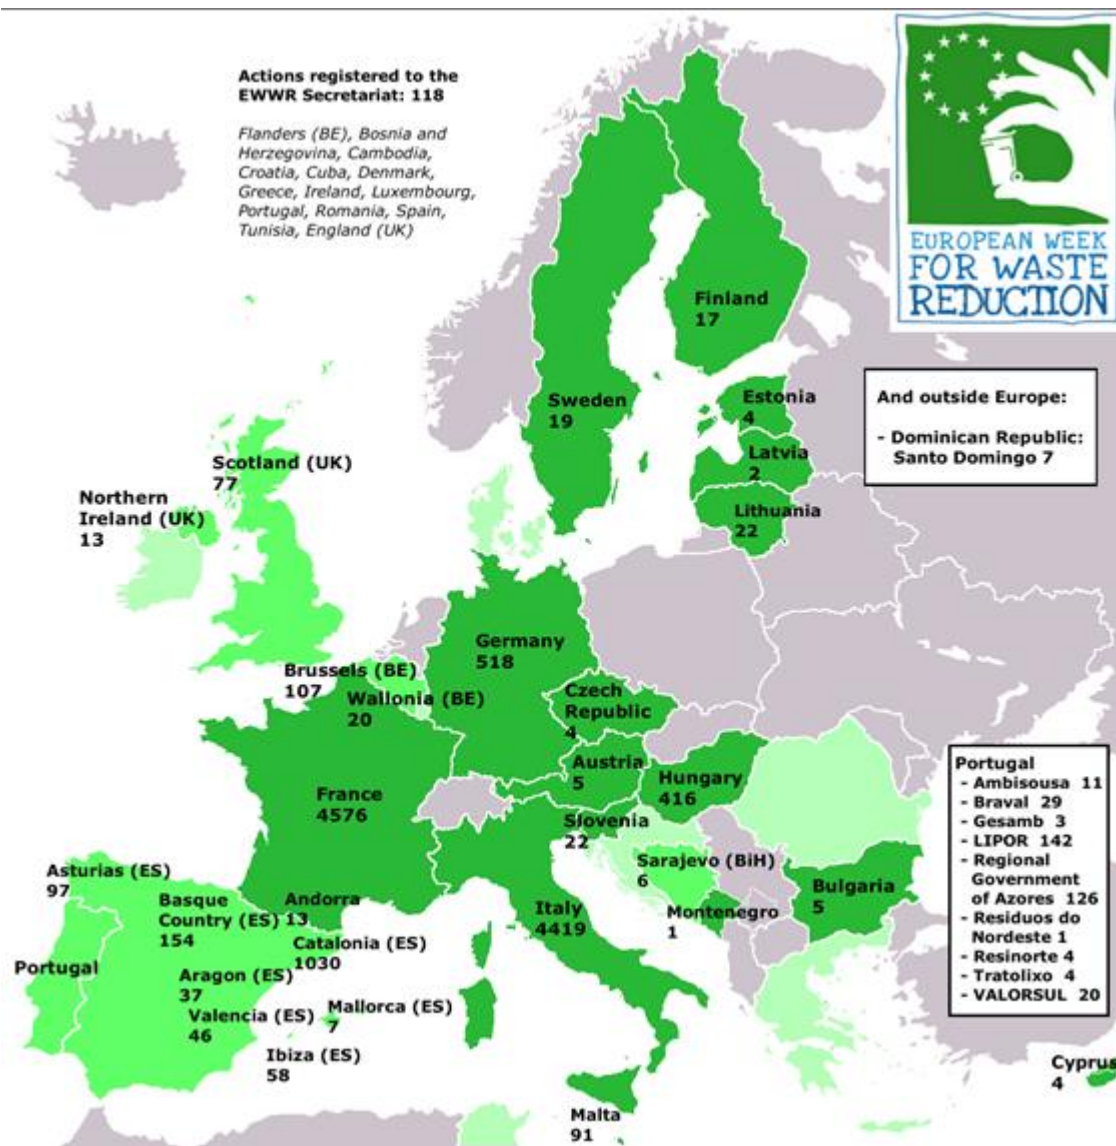 Actions registered to the
EWWR Secretariat: 118
Flanders (BE), Bosnia and
Herzegovina, Cambodia,
Croatia, Cuba, Denmark,
Greece, Ireland, Luxembourg,
Portugal, Romania, Spain,
Tunisia, England (UK)
EUROPEAN WEEK
FOR WASTE
REDUCTION
Finland
17
Sweden
19
Estonia
4
Latvia
2
Lithuania
22
And outside Europe:
- Dominican Republic:
Santo Domingo 7
Scotland (UK)
77
Northern
Ireland (UK)
13
Germany
518
Brussels (BE)
107
Wallonia (BE)
20
Czech
Republic
4
Austria
5
Hungary
416
France
4576
Slovenia
22
Sarajevo (BiH)
6
Bulgaria
5
Montenegro
1
Italy
4419
Asturias (ES)
97
Basque
Country (ES)
154
Andorra
13
Catalonia (ES)
1030
Portugal
Aragon (ES)
37
Valencia (ES)
46
Mallorca (ES)
7
Ibiza (ES)
58
Malta
91
Cyprus
4
Portugal
- Ambisousa 11
- Braval 29
- Gesamb 3
- LIPOR 142
- Regional
Government
of Azores 126
- Residuos do
Nordeste 1
- Resinorte 4
- Tratolixo 4
- VALORSUL 20